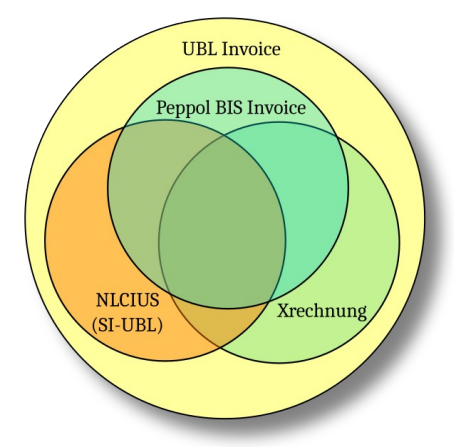 UBL Invoice
Peppol BIS Invoice
NLCIUS
(SI-UBL)
Xrechnung